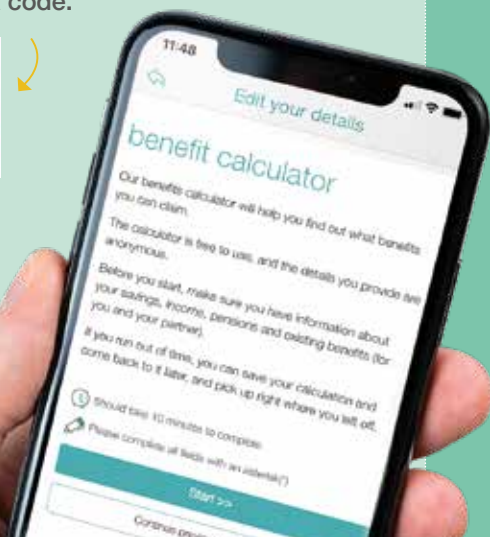 code.
11:48
Edit your details
benefit calculator
Our benefits calculator will help you find out what benefits
you can claim.
The calculator is free to use, and the details you provide are
anonymous.
Before you start, make sure you have information about
your savings, income, pensions and existing benefits (for
you and your partner).
If you run out of time, you can save your calculation and
come back to it later, and pick up right where you left off.
Should take 10 minutes to complete
Please complete all fields with an asterisk(*)
Start >>
Continue